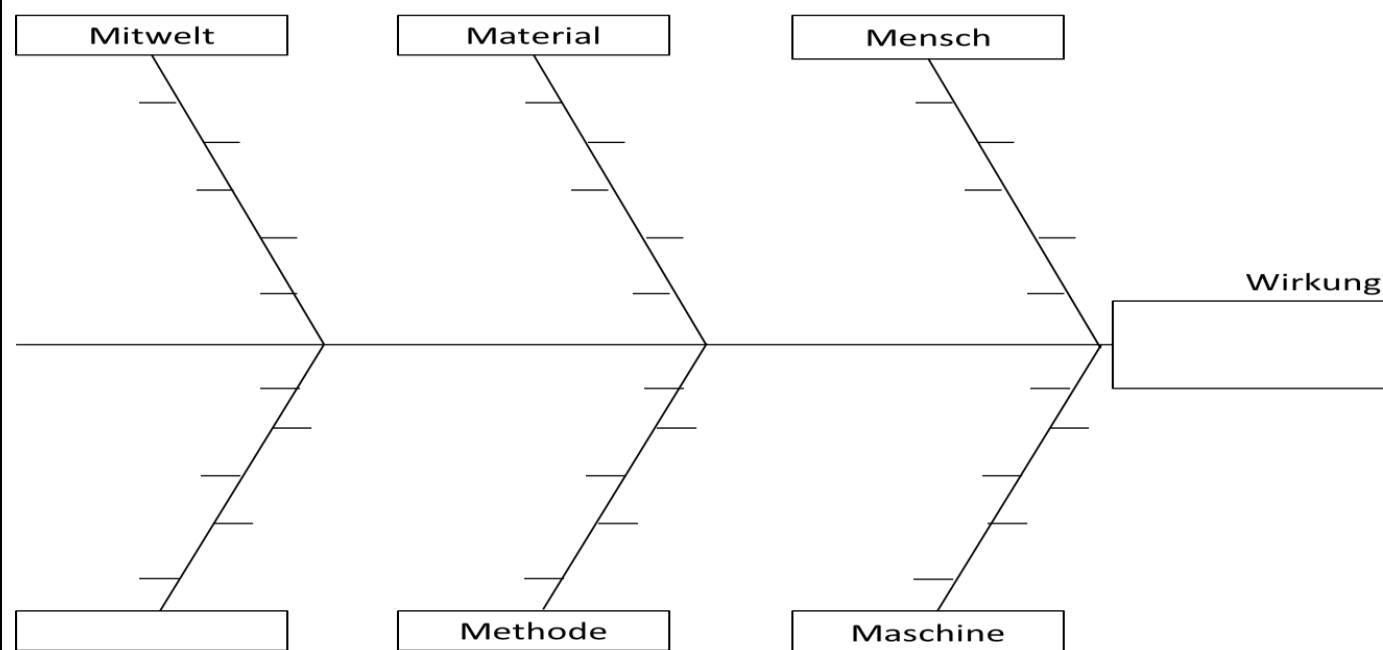 Mitwelt
Material
Mensch
Wirkung
Methode
Maschine